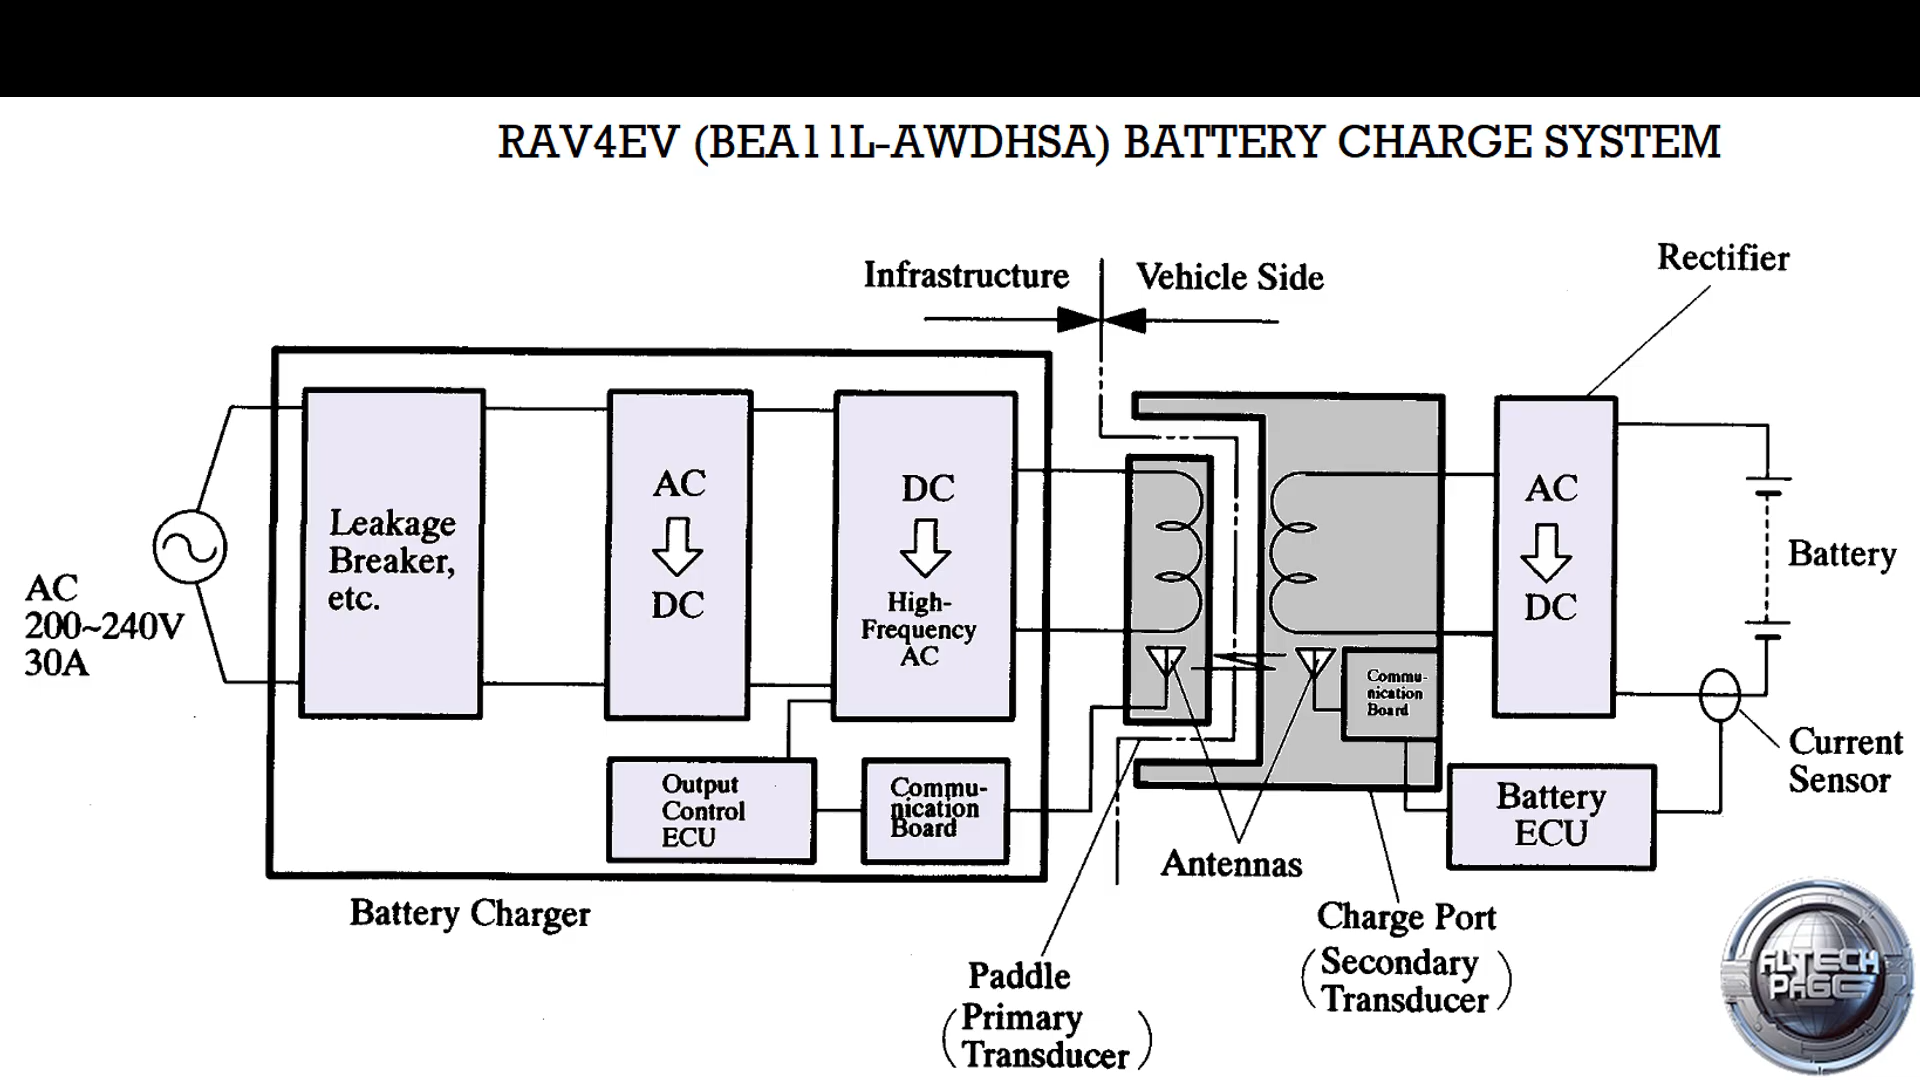 RAV4EV (BEA11L-AWDHSA) BATTERY CHARGE SYSTEM
Rectifier
Infrastructure
Vehicle Side
Leakage
Breaker,
etc.
AC
DC
DC
High-
Frequency
AC
AC
DC
AC
200~240V
30A
Battery
Commu-
nication
Board
Output
Control
ECU
Commu-
nication
Board
Battery
ECU
Current
Sensor
Antennas
Battery Charger
Charge Port
(Secondary
Transducer)
Paddle
(Primary
Transducer)
ALTECH
PAGE